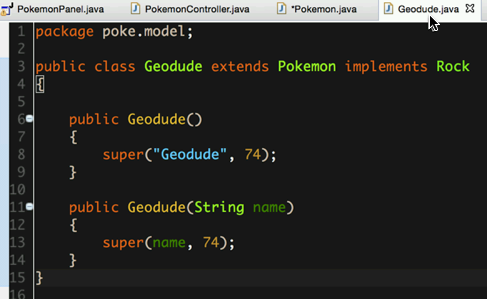 PokemonPanel.java PokemonController.java *Pokemon.java Geodude.java
1 package poke.model;
2
3 public class Geodude extends Pokemon implements Rock
4 {
5
6 public Geodude()
7 {
8 super("Geodude", 74);
9 }
10
11 public Geodude(String name)
12 {
13 super(name, 74);
14 }
15 }
16